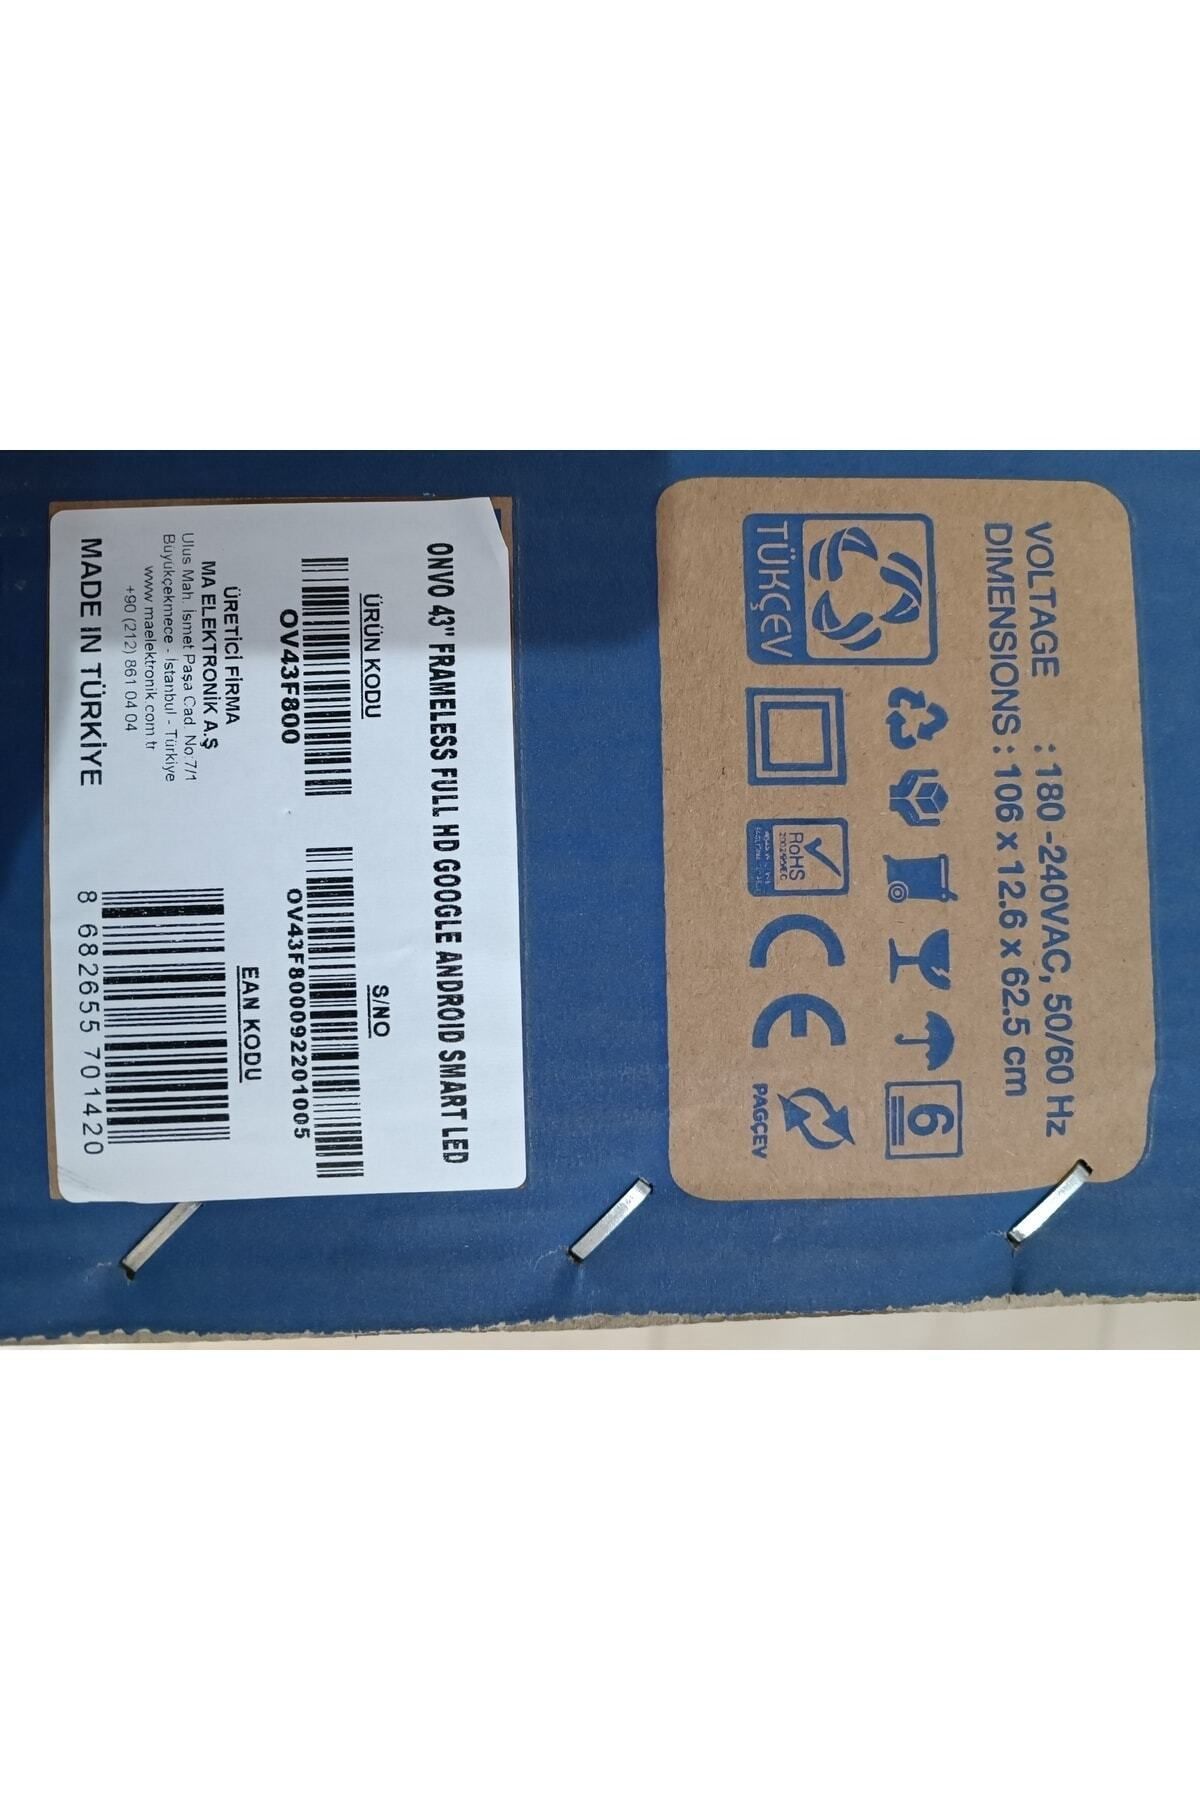 VOLTAGE : 180 -240VAC, 50/60 Hz
DIMENSIONS : 106 x 12.6 x 62.5 cm
6
TÜKÇEV
RoHS
CE
PAGÇEV
ONVO 43" FRAMELESS FULL HD GOOGLE ANDROID SMART LED
ÜRÜN KODU
OV43F800
S/NO
OV43F800092201005
ÜRETİCİ FİRMA
MA ELEKTRONİK A.Ş
Ulus Mah. İsmet Paşa Cad. No:7/1
Büyükçekmece - İstanbul - Türkiye
www.maelektronik.com.tr
+90 (212) 861 04 04
MADE IN TÜRKİYE
EAN KODU
8 682655 701420